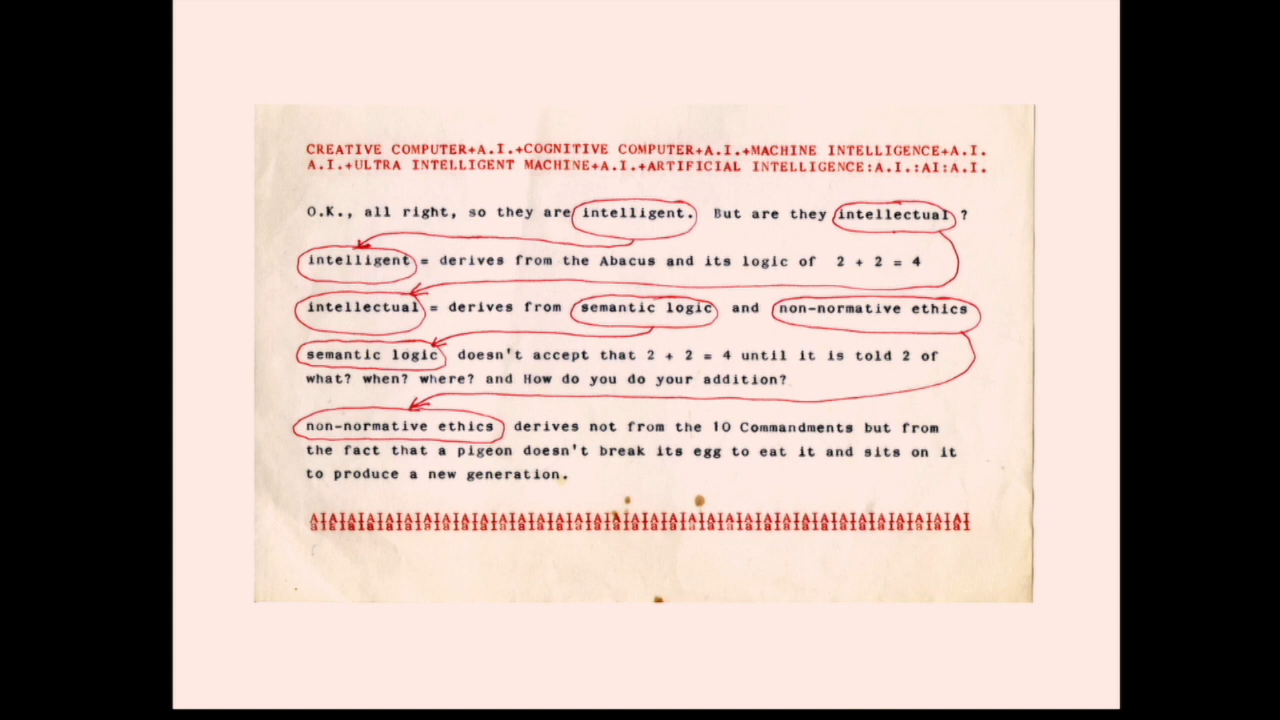 CREATIVE COMPUTER+A.I.+COGNITIVE COMPUTER+A.I.+MACHINE INTELLIGENCE+A.I.
A.I.+ULTRA INTELLIGENT MACHINE+A.I.+ARTIFICIAL INTELLIGENCE:A.I.:AI:A.I.
O.K., all right, so they are intelligent. But are they intellectual ?
intelligent = derives from the Abacus and its logic of 2 + 2 = 4
intellectual = derives from semantic logic and non-normative ethics
semantic logic doesn't accept that 2 + 2 = 4 until it is told 2 of
what? when? where? and How do you do your addition?
non-normative ethics derives not from the 10 Commandments but from
the fact that a pigeon doesn't break its egg to eat it and sits on it
to produce a new generation.